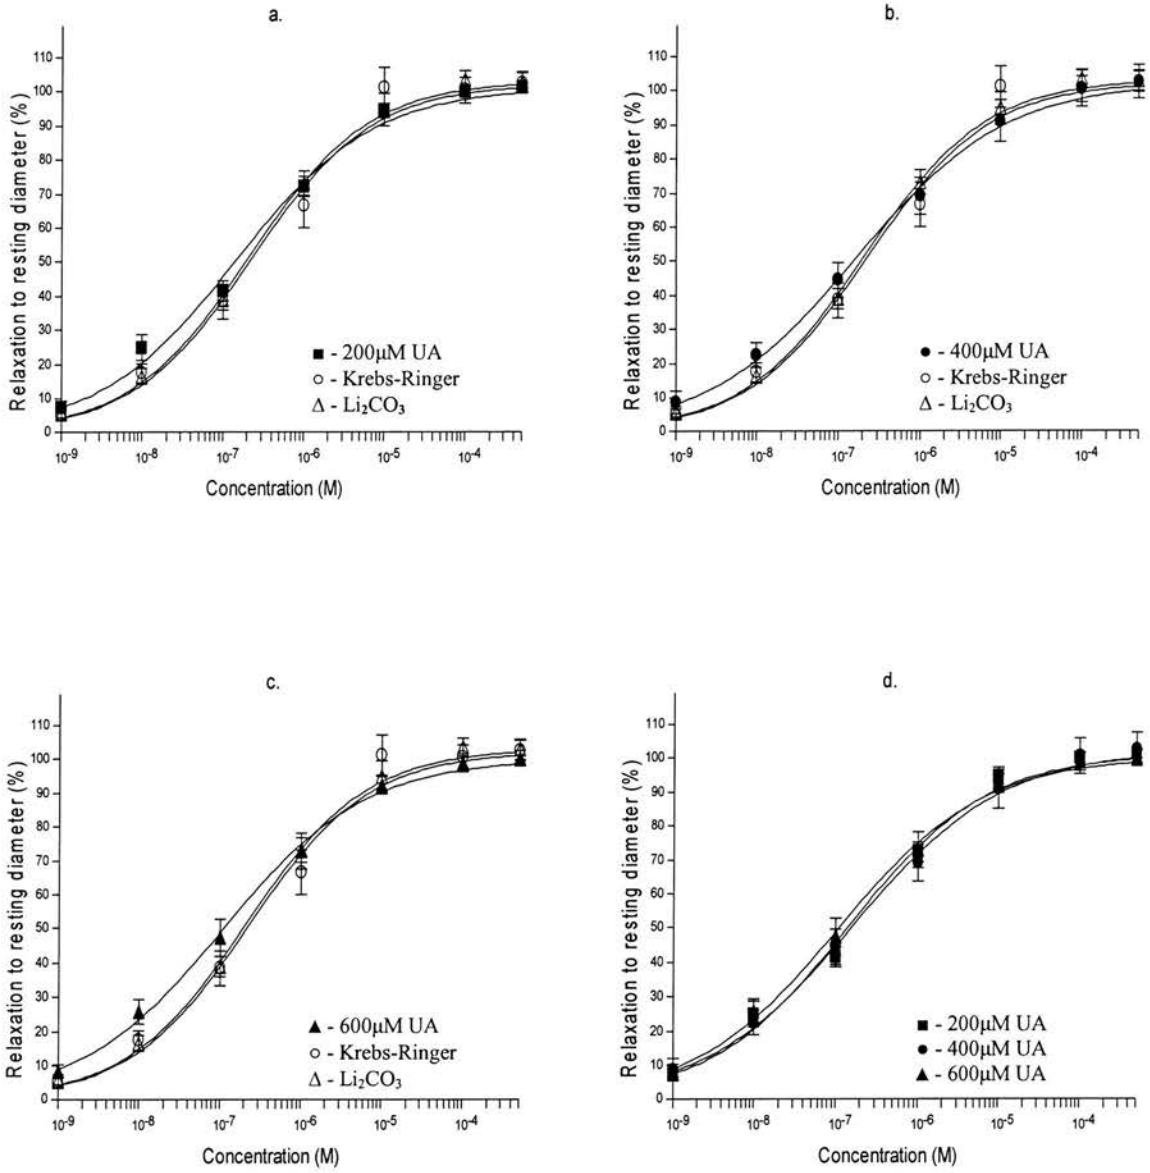 a.
Relaxation to resting diameter (%)
110
100
90
80
70
60
50
40
30
20
10
0
■ - 200µM UA
○ - Krebs-Ringer
△ - Li₂CO₃
10⁻⁹ 10⁻⁸ 10⁻⁷ 10⁻⁶ 10⁻⁵ 10⁻⁴
Concentration (M)
b.
Relaxation to resting diameter (%)
110
100
90
80
70
60
50
40
30
20
10
0
● - 400µM UA
○ - Krebs-Ringer
△ - Li₂CO₃
10⁻⁹ 10⁻⁸ 10⁻⁷ 10⁻⁶ 10⁻⁵ 10⁻⁴
Concentration (M)
c.
Relaxation to resting diameter (%)
110
100
90
80
70
60
50
40
30
20
10
0
▲ - 600µM UA
○ - Krebs-Ringer
△ - Li₂CO₃
10⁻⁹ 10⁻⁸ 10⁻⁷ 10⁻⁶ 10⁻⁵ 10⁻⁴
Concentration (M)
d.
Relaxation to resting diameter (%)
110
100
90
80
70
60
50
40
30
20
10
0
■ - 200µM UA
● - 400µM UA
▲ - 600µM UA
10⁻⁹ 10⁻⁸ 10⁻⁷ 10⁻⁶ 10⁻⁵ 10⁻⁴
Concentration (M)